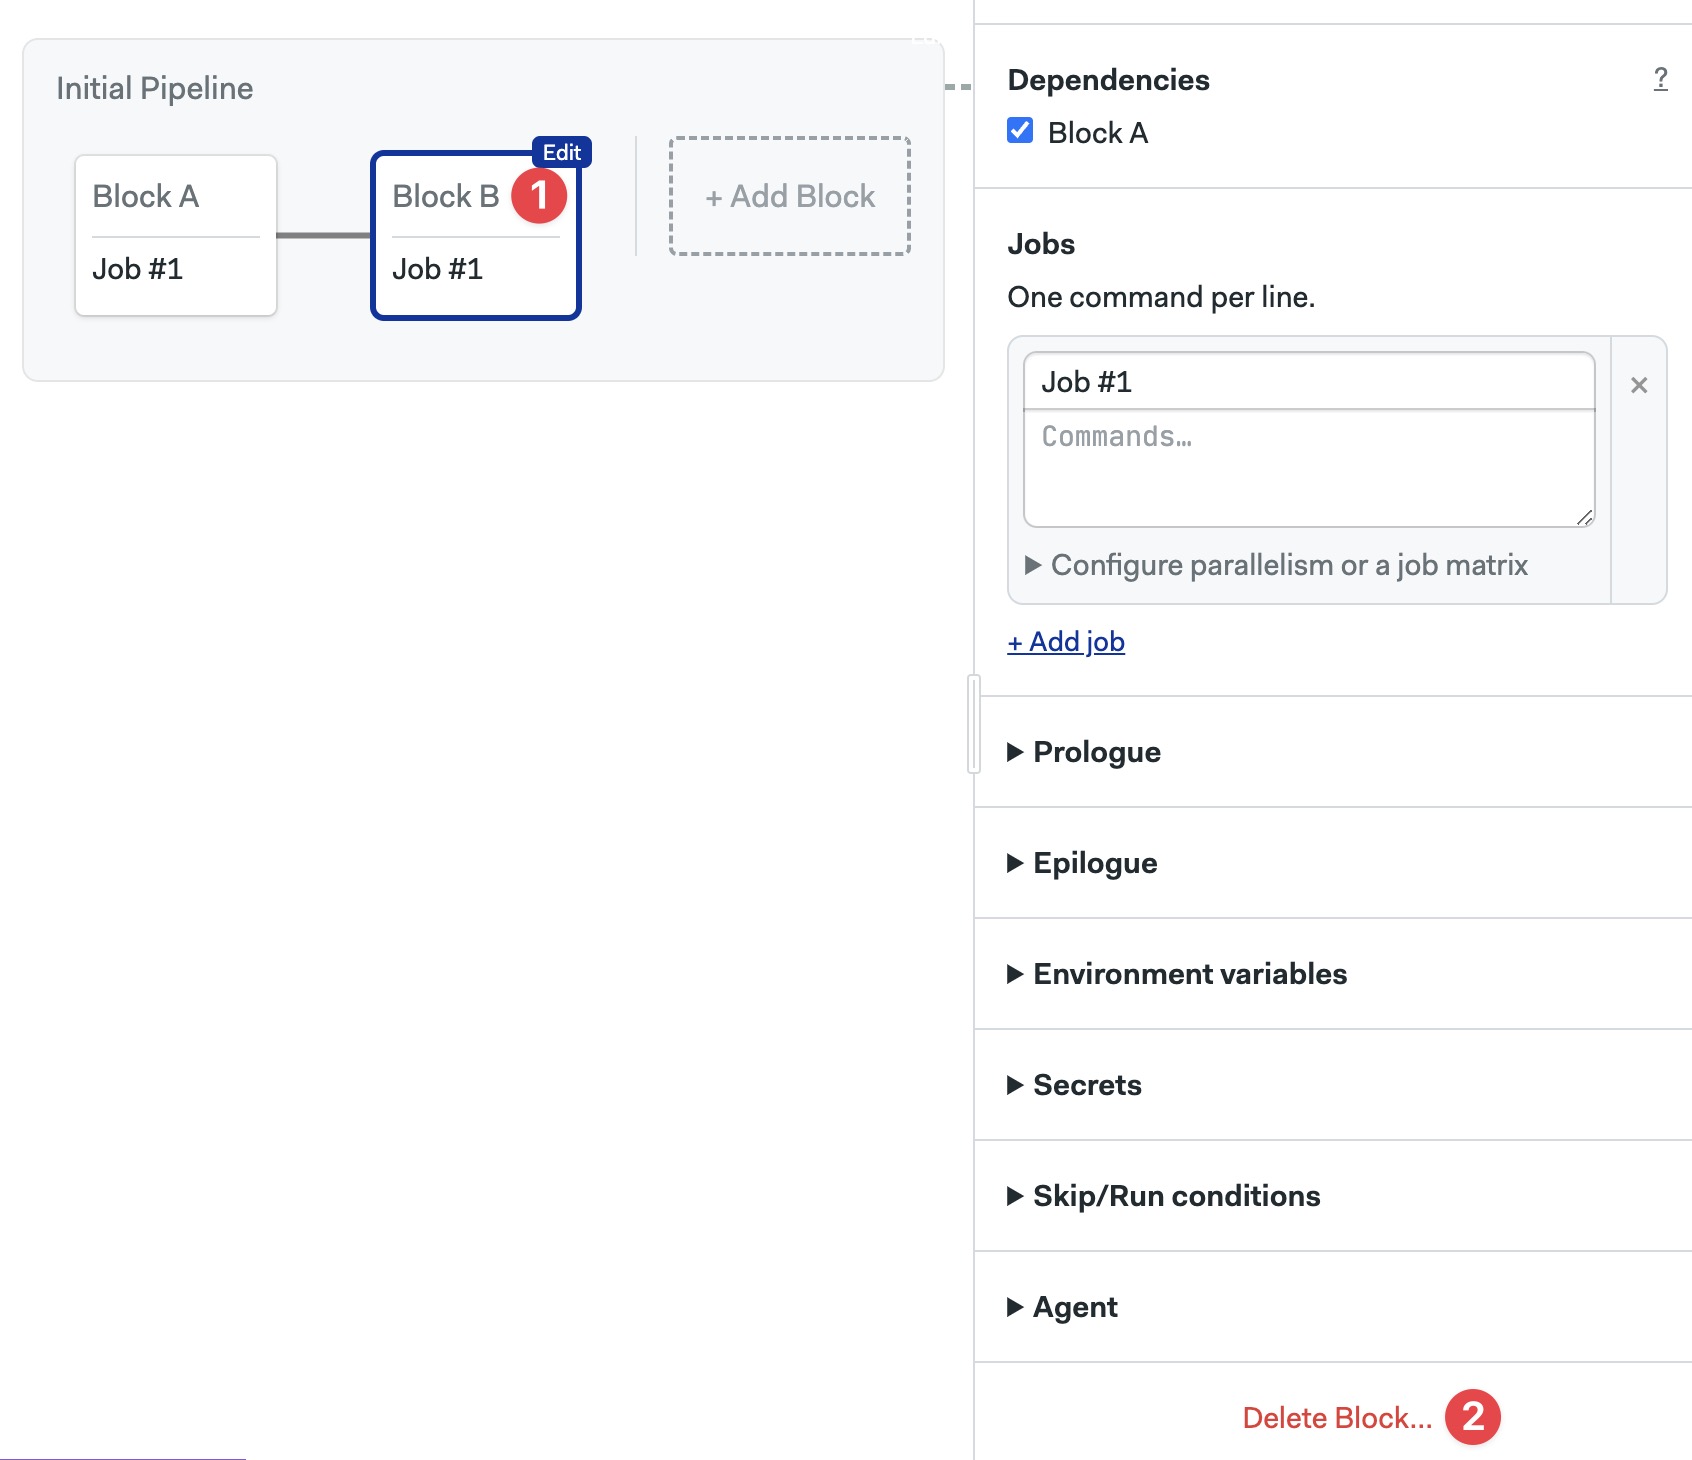 Initial Pipeline
Block A
Job #1
Edit
Block B
1
Job #1
+ Add Block
Dependencies
?
Block A
Jobs
One command per line.
Job #1
×
Commands…
▶ Configure parallelism or a job matrix
+ Add job
▶ Prologue
▶ Epilogue
▶ Environment variables
▶ Secrets
▶ Skip/Run conditions
▶ Agent
Delete Block...
2